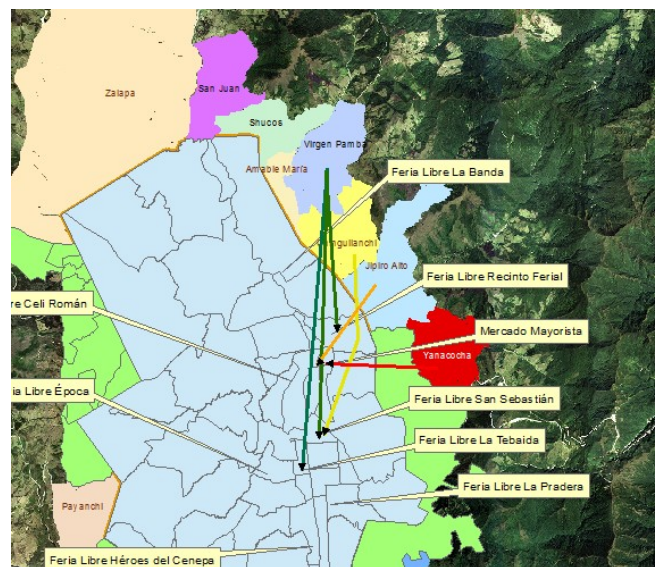 San Juan
Zalapa
Shucos
Virgen Pamba
Amable María
Feria Libre La Banda
Jipiro Alto
Feria Libre Recinto Ferial
re Celi Román
Mercado Mayorista
Yanacocha
ia Libre Época
Feria Libre San Sebastián
Feria Libre La Tebaida
Feria Libre La Pradera
Payanchi
Feria Libre Héroes del Cenepa